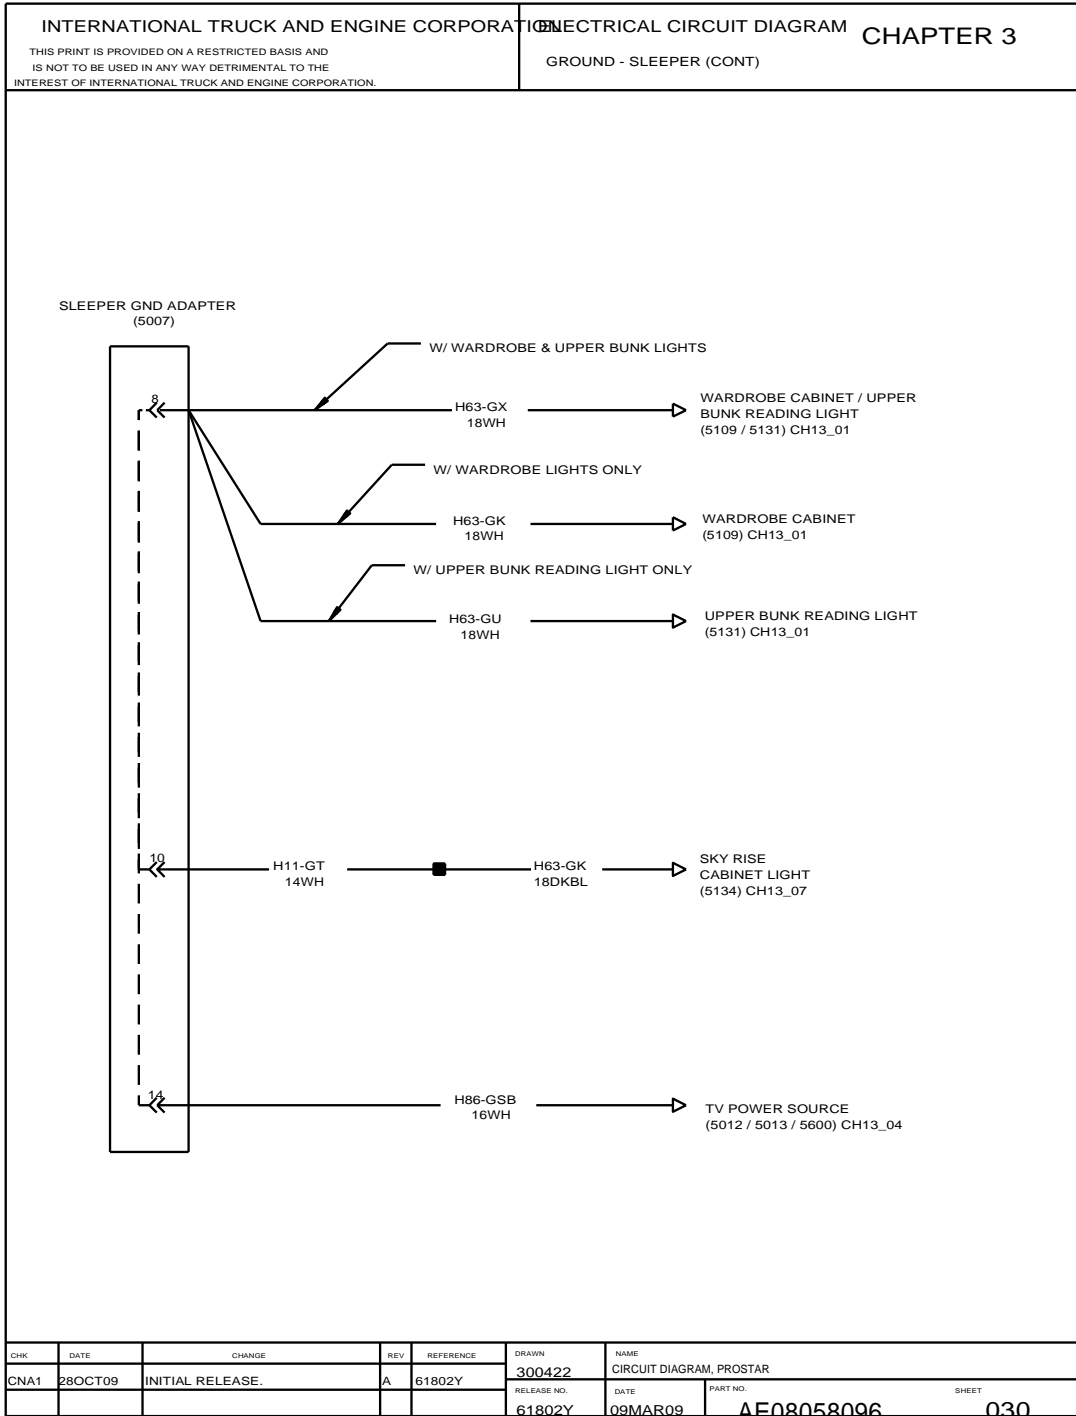 INTERNATIONAL TRUCK AND ENGINE CORPORATION
THIS PRINT IS PROVIDED ON A RESTRICTED BASIS AND
IS NOT TO BE USED IN ANY WAY DETRIMENTAL TO THE
INTEREST OF INTERNATIONAL TRUCK AND ENGINE CORPORATION.
ELECTRICAL CIRCUIT DIAGRAM
CHAPTER 3
GROUND - SLEEPER (CONT)
SLEEPER GND ADAPTER
(5007)
W/ WARDROBE & UPPER BUNK LIGHTS
8
H63-GX
18WH
WARDROBE CABINET / UPPER
BUNK READING LIGHT
(5109 / 5131) CH13_01
W/ WARDROBE LIGHTS ONLY
H63-GK
18WH
WARDROBE CABINET
(5109) CH13_01
W/ UPPER BUNK READING LIGHT ONLY
H63-GU
18WH
UPPER BUNK READING LIGHT
(5131) CH13_01
10
H11-GT
14WH
H63-GK
18DKBL
SKY RISE
CABINET LIGHT
(5134) CH13_07
14
H86-GSB
16WH
TV POWER SOURCE
(5012 / 5013 / 5600) CH13_04
CHK DATE CHANGE REV REFERENCE
CNA1 28OCT09 INITIAL RELEASE. A 61802Y
DRAWN
300422
NAME
CIRCUIT DIAGRAM, PROSTAR
RELEASE NO.
61802Y
DATE
09MAR09
PART NO.
AE08058096
SHEET
030